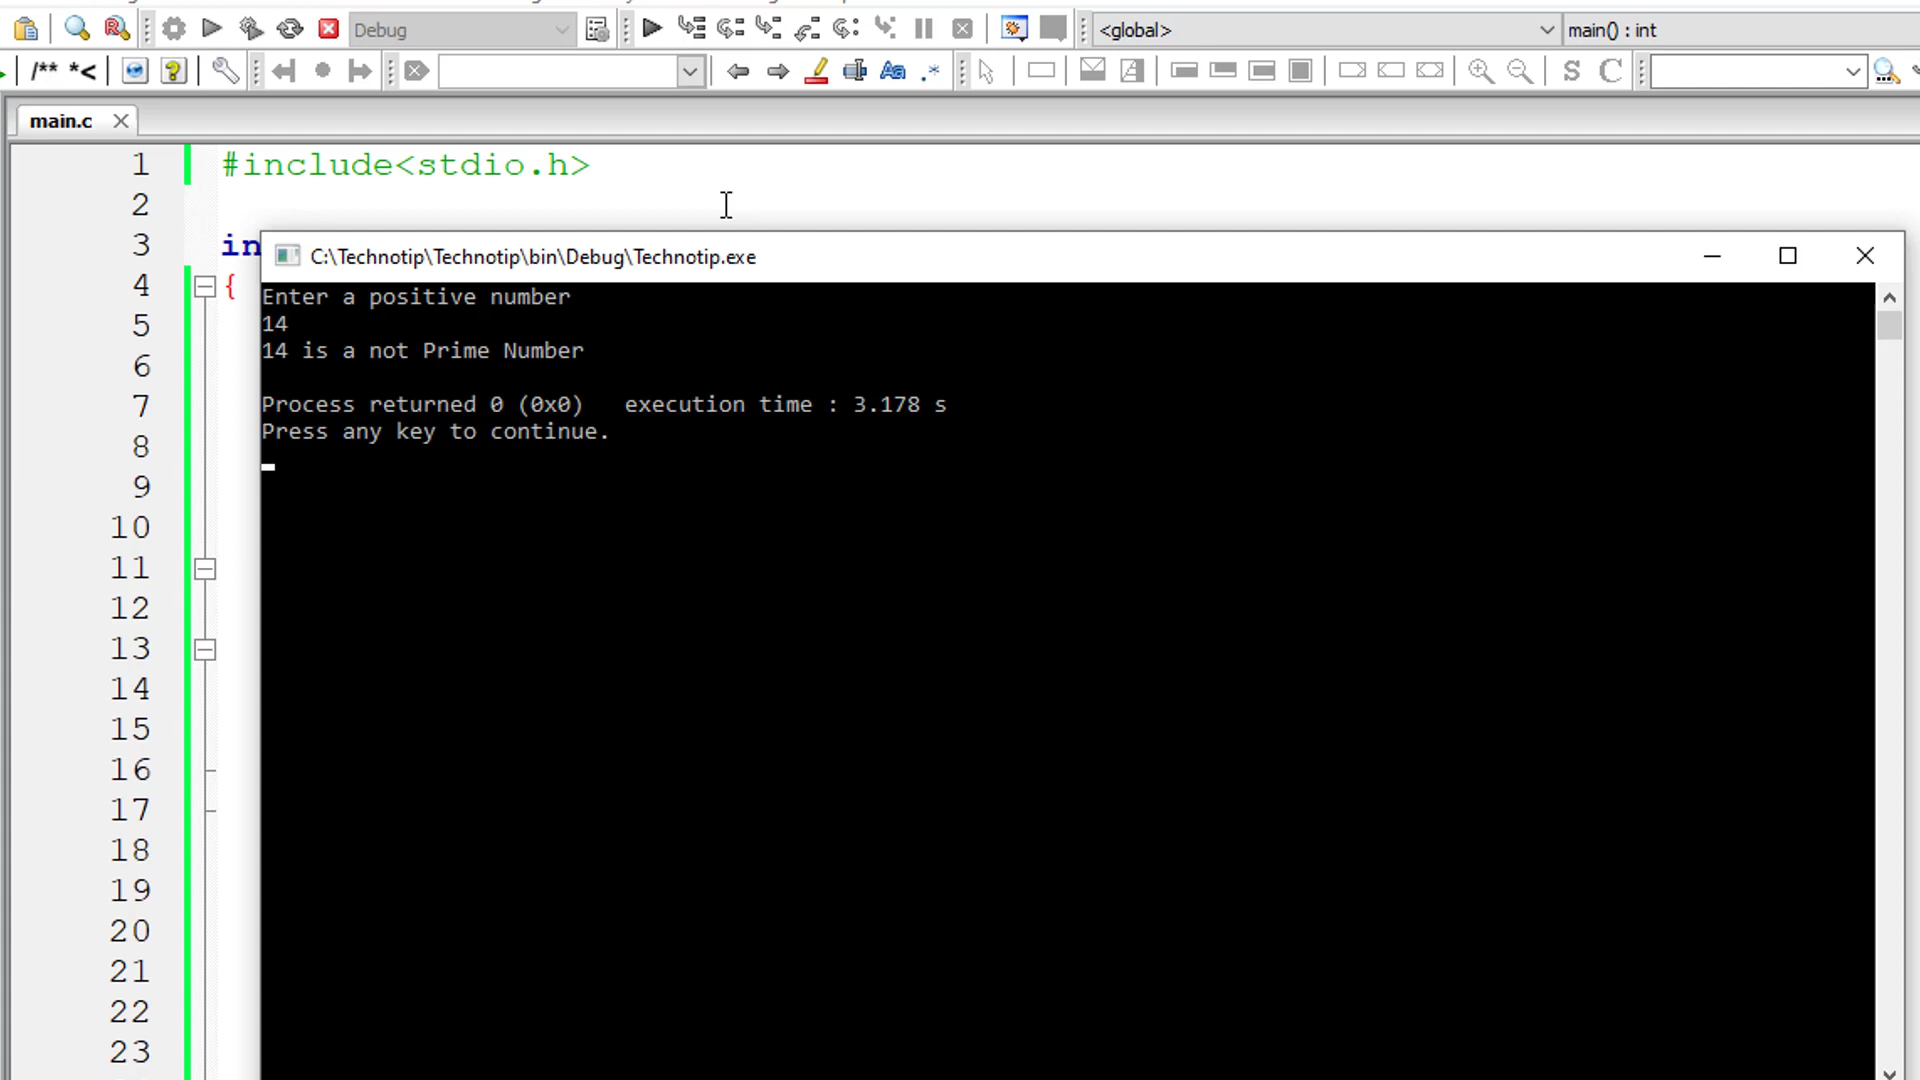 Debug
<global>
main() : int
/** *<
Aa
.*
S
C
main.c
1 #include<stdio.h>
2
3 in
4 {
5
6
7
8
9
10
11
12
13
14
15
16
17
18
19
20
21
22
23
C:\Technotip\Technotip\bin\Debug\Technotip.exe
Enter a positive number
14
14 is a not Prime Number
Process returned 0 (0x0)   execution time : 3.178 s
Press any key to continue.